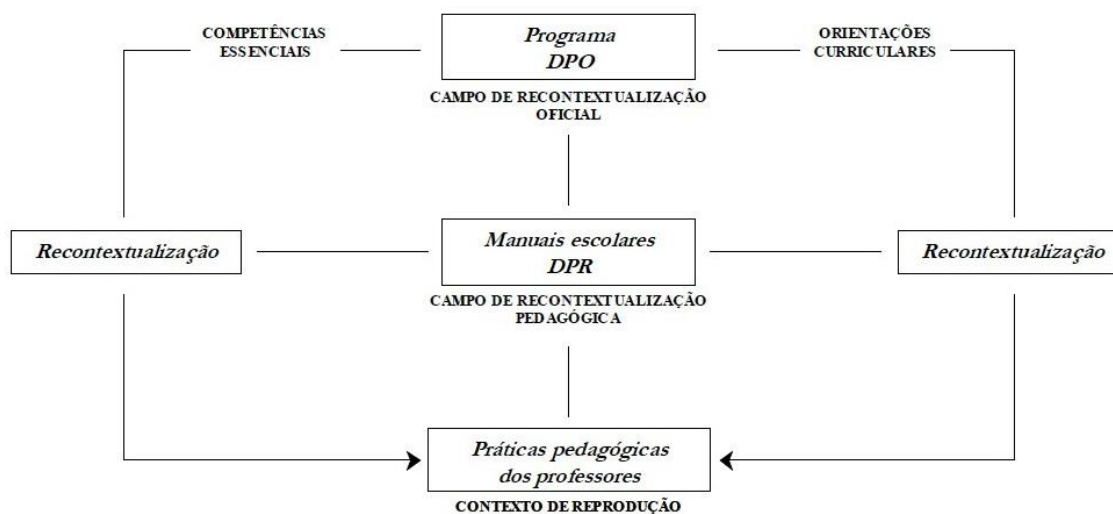 COMPETÊNCIAS
ESSENCIAIS
Programa
DPO
ORIENTAÇÕES
CURRICULARES
CAMPO DE RECONTEXTUALIZAÇÃO
OFICIAL
Recontextualização
Manuais escolares
DPR
Recontextualização
CAMPO DE RECONTEXTUALIZAÇÃO
PEDAGÓGICA
Práticas pedagógicas
dos professores
CONTEXTO DE REPRODUÇÃO